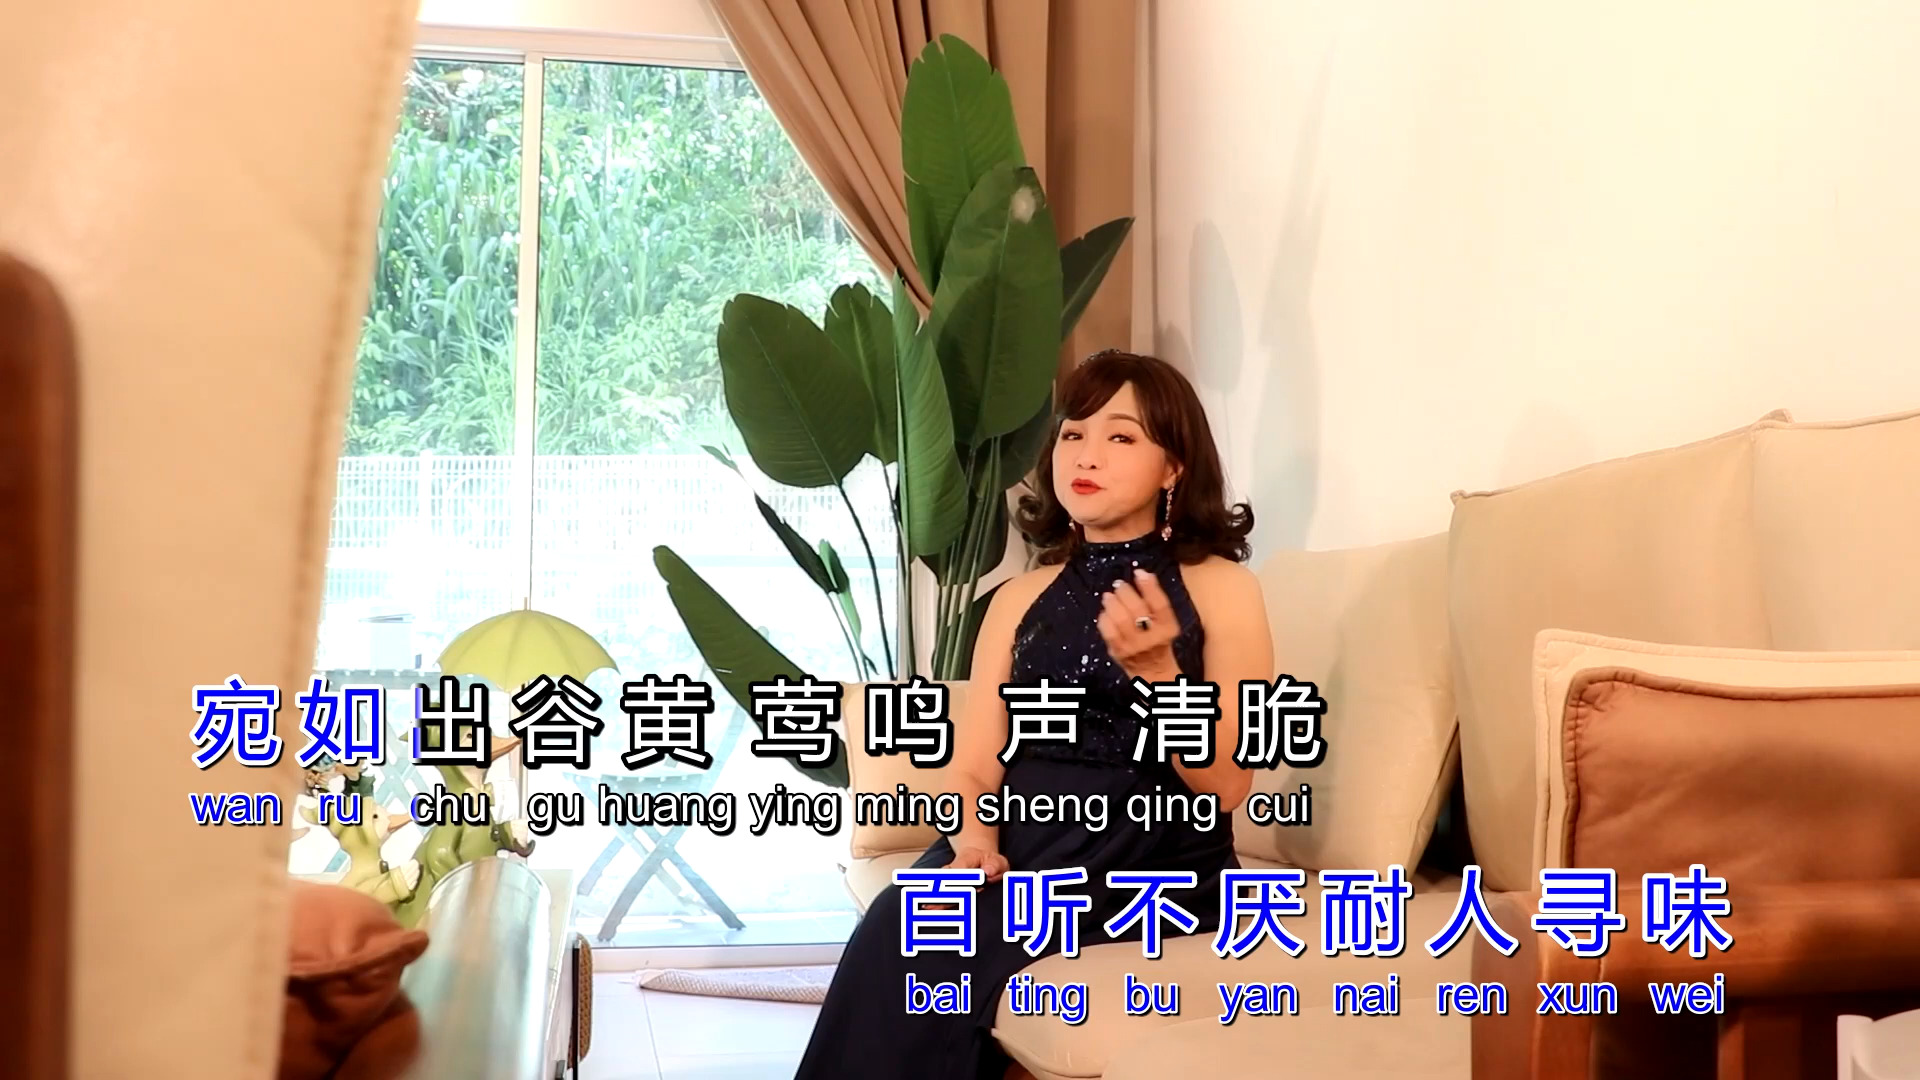 宛如出谷黄莺鸣声清脆
wan ru chu gu huang ying ming sheng qing cui
百听不厌耐人寻味
bai ting bu yan nai ren xun wei